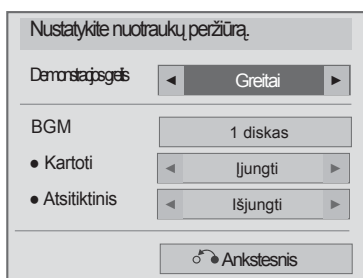 Nustatykite nuotraukų peržiūrą.
Demonstracijos greitis ◄ Greitai ►
BGM 1 diskas
● Kartoti ◄ Įjungti ►
● Atsitiktinis ◄ Išjungti ►
Ankstesnis